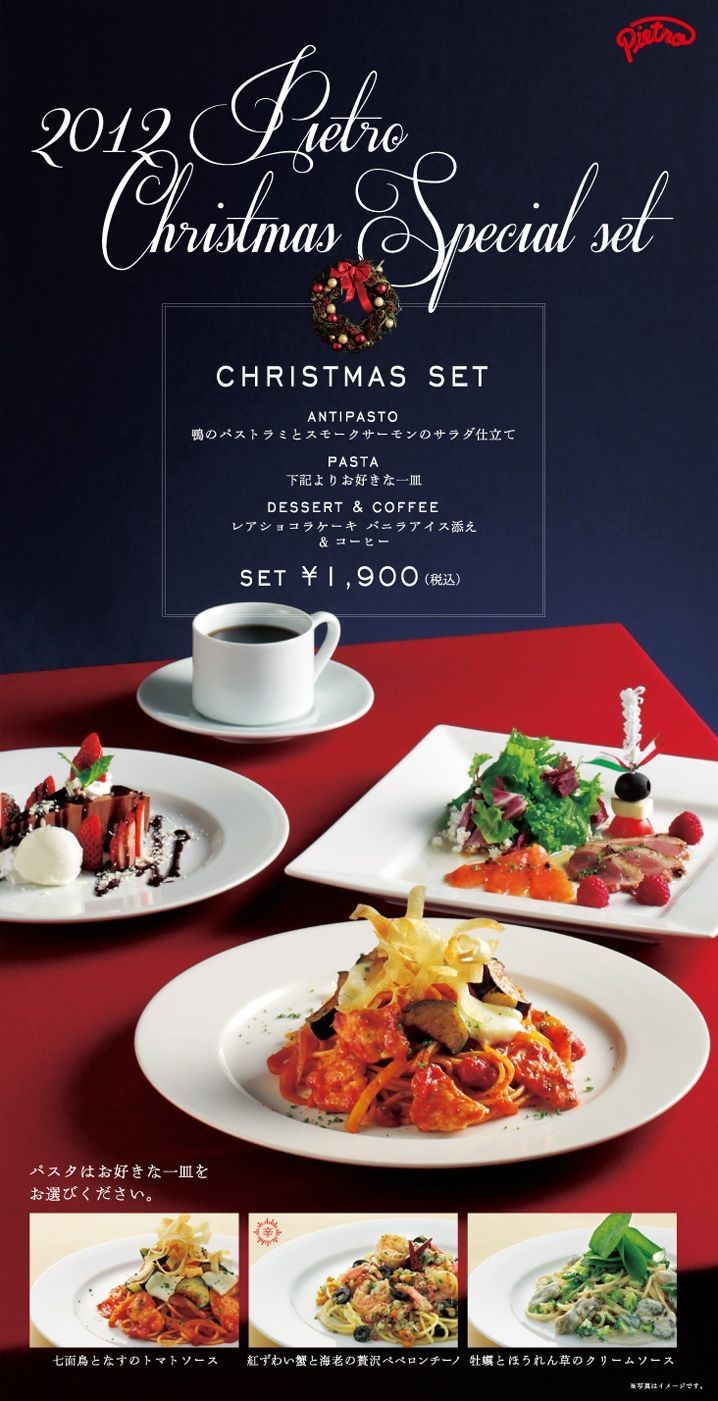 Pietro
2012 Pietro
Christmas Special set
CHRISTMAS SET
ANTIPASTO
鴨のパストラミとスモークサーモンのサラダ仕立て
PASTA
下記よりお好きな一皿
DESSERT & COFFEE
レアショコラケーキ バニラアイス添え
& コーヒー
SET ¥1,900(税込)
パスタはお好きな一皿を
お選びください。
辛
七面鳥となすのトマトソース
紅ずわい蟹と海老の贅沢ペペロンチーノ
牡蠣とほうれん草のクリームソース
※写真はイメージです。